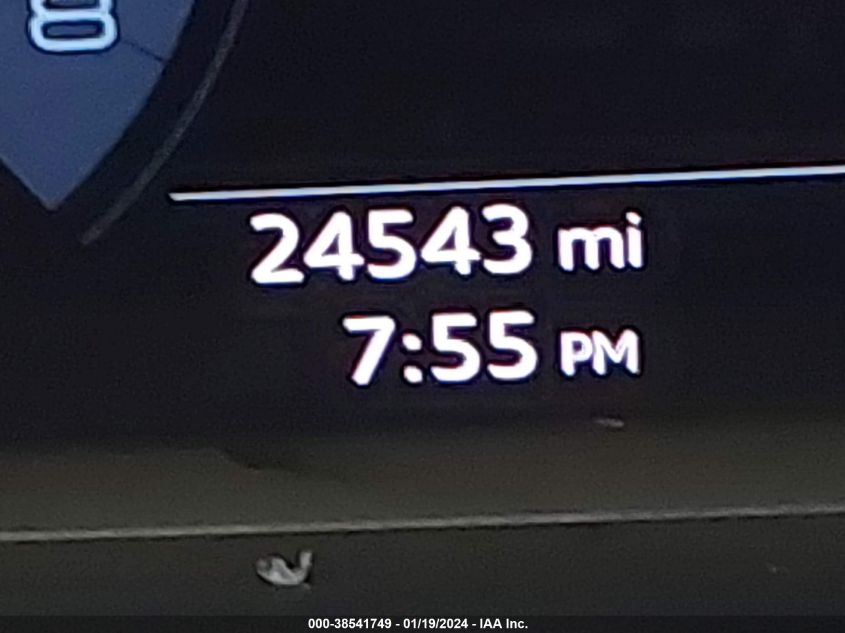 24543 mi
7:55 PM
000-38541749 - 01/19/2024 - IAA Inc.